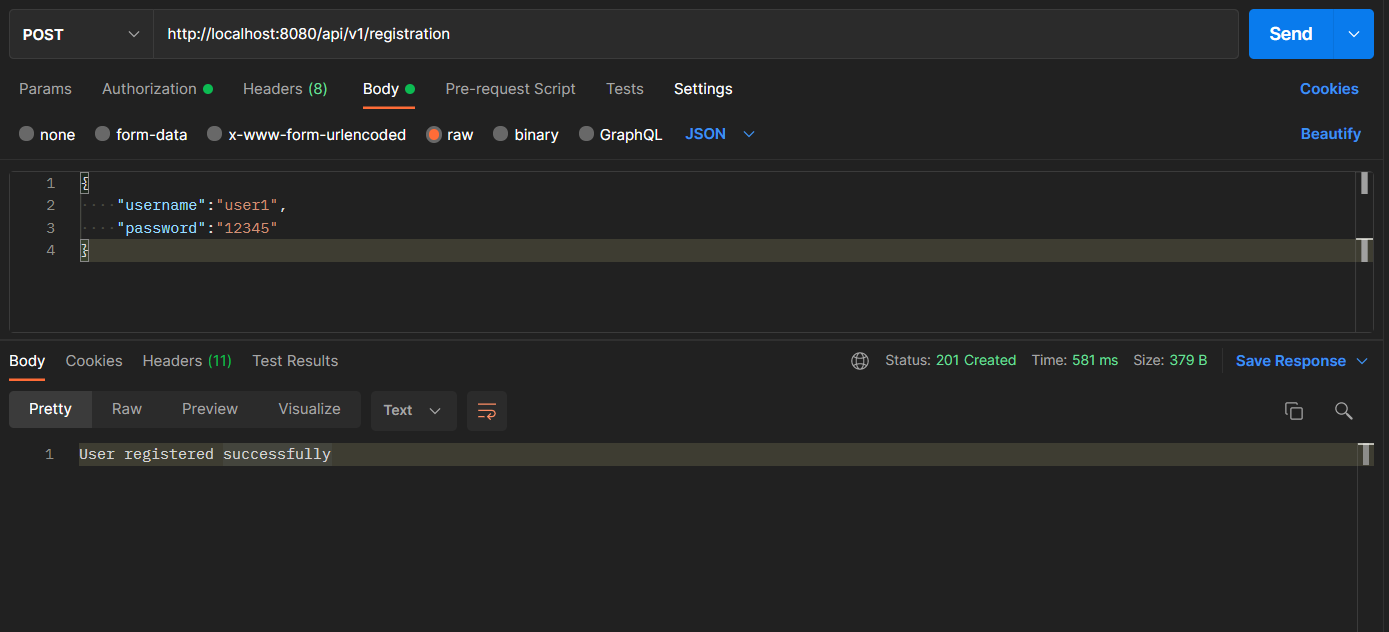 POST http://localhost:8080/api/v1/registration Send
Params Authorization Headers (8) Body Pre-request Script Tests Settings Cookies
none form-data x-www-form-urlencoded raw binary GraphQL JSON Beautify
1 {
2 ····"username":"user1",
3 ····"password":"12345"
4 }
Body Cookies Headers (11) Test Results Status: 201 Created Time: 581 ms Size: 379 B Save Response
Pretty Raw Preview Visualize Text
1 User registered successfully